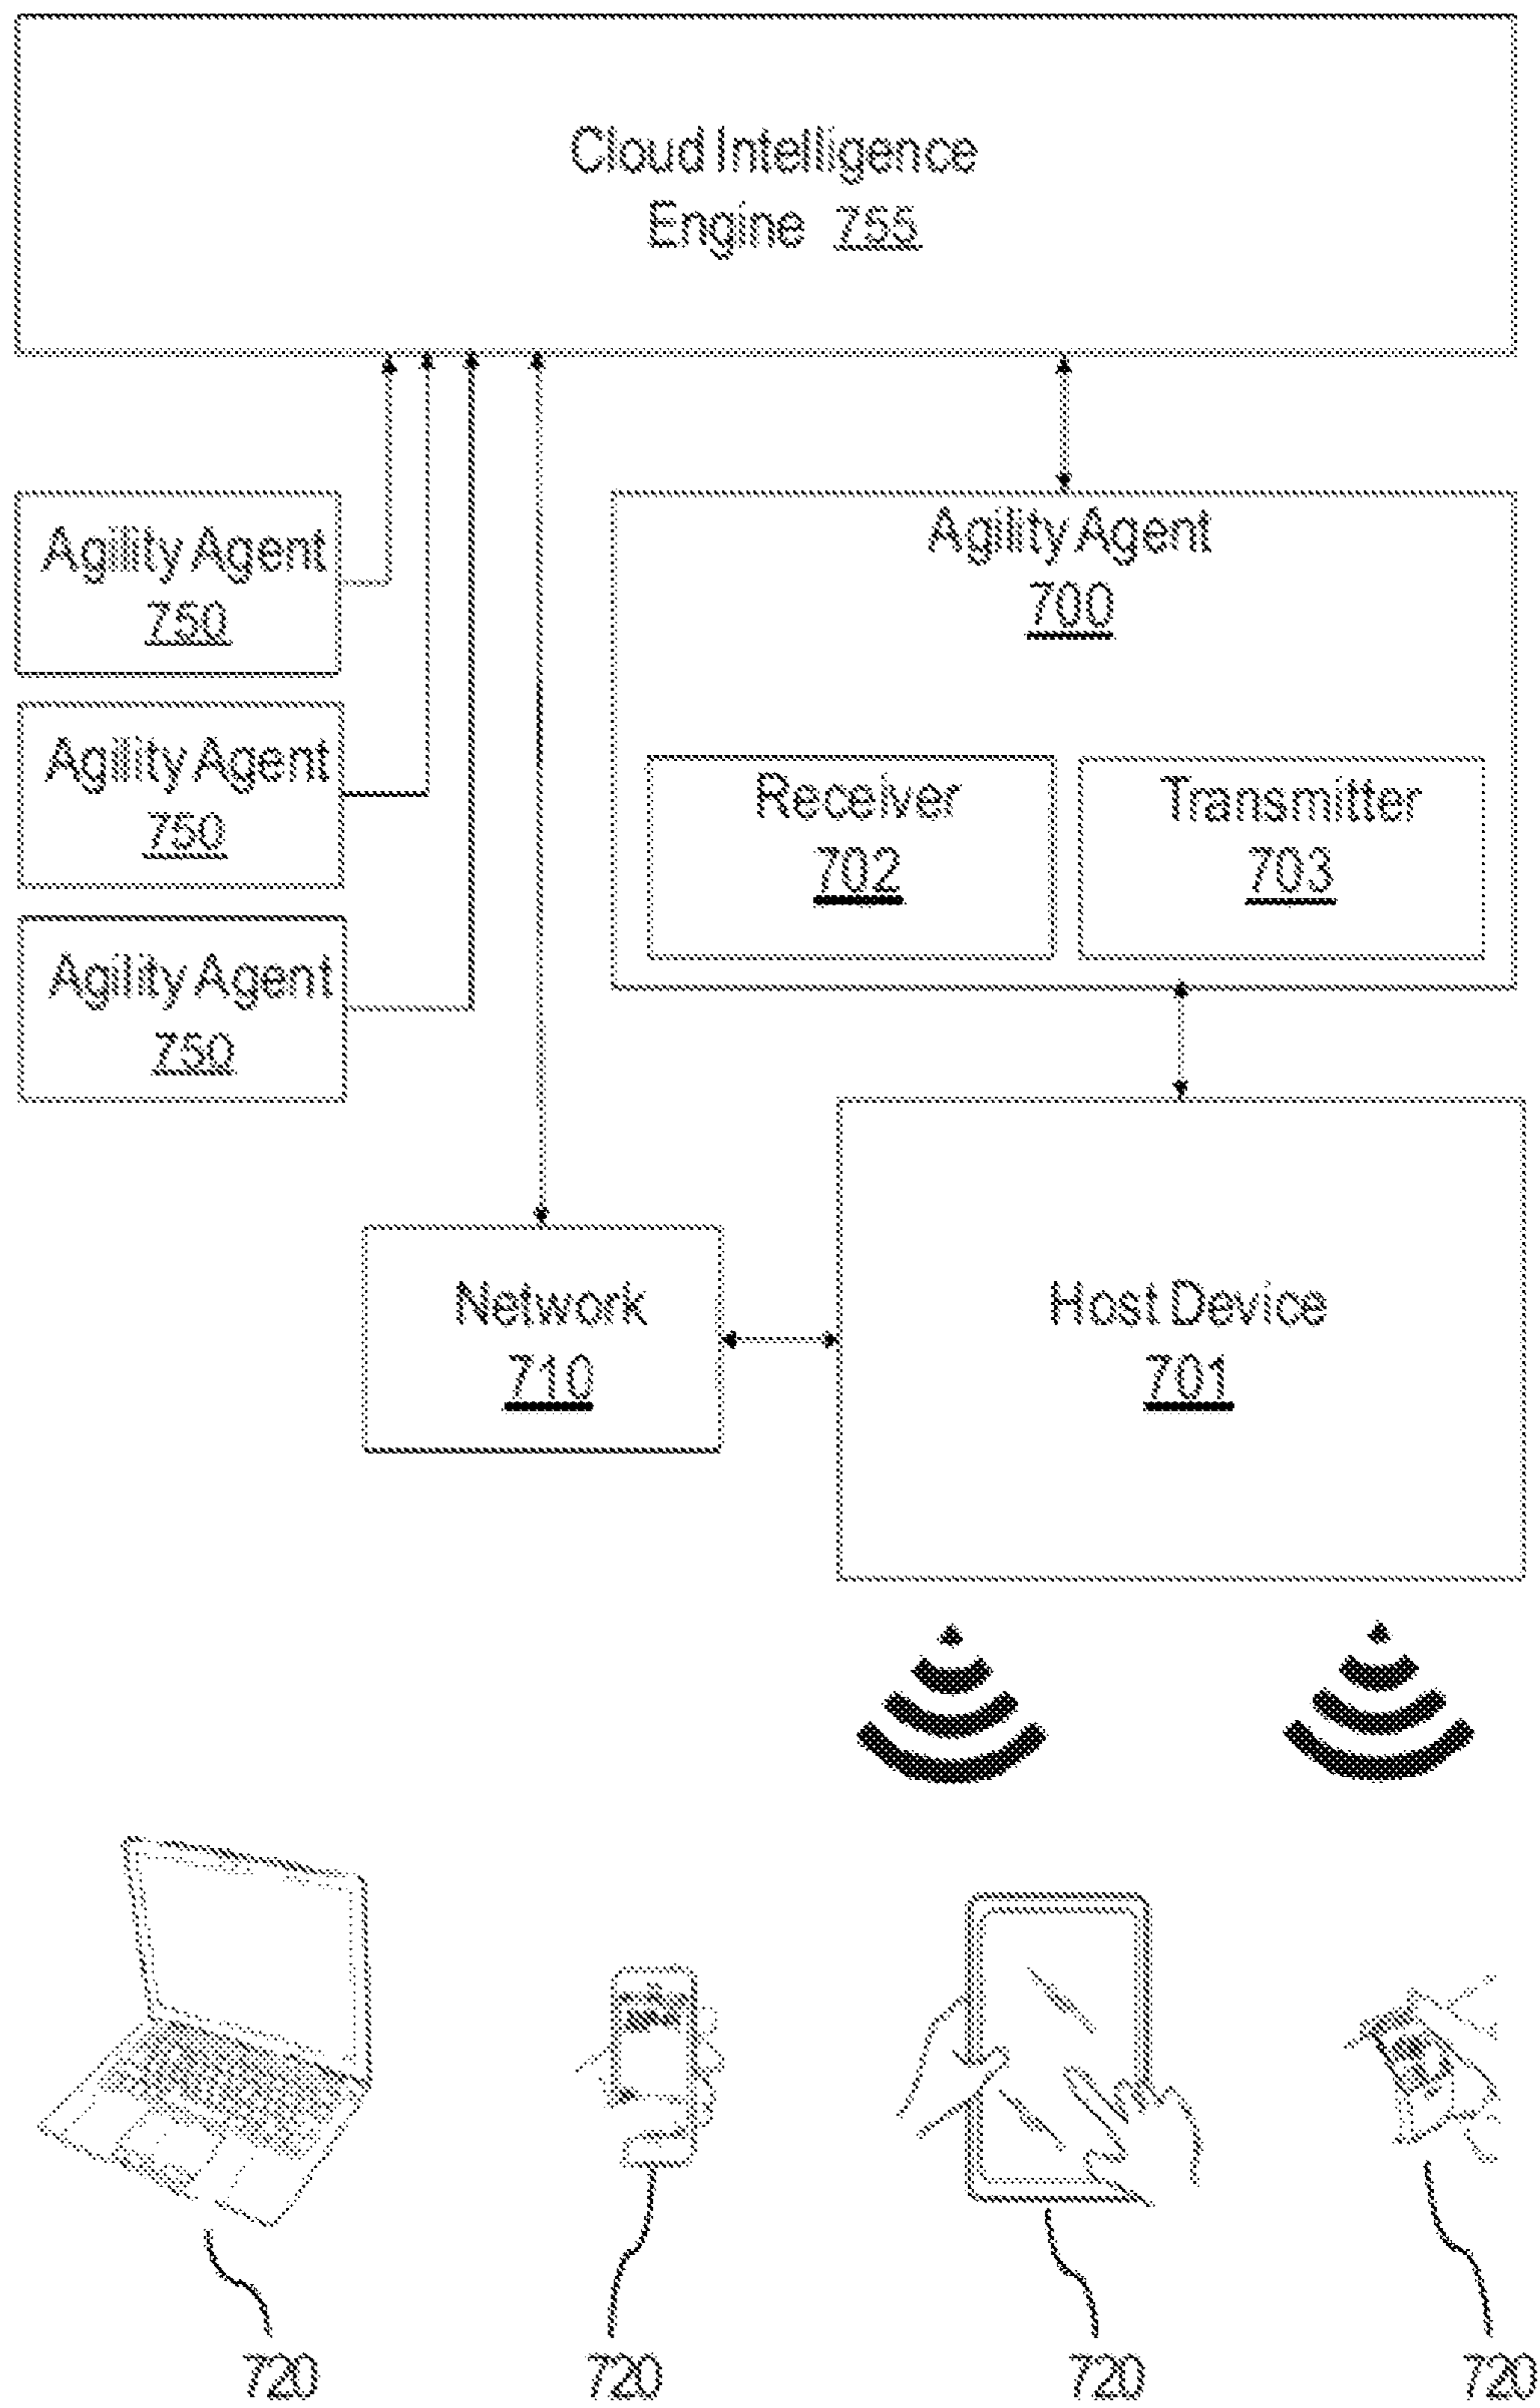 Cloud Intelligence
Engine 755
Agility Agent
750
Agility Agent
750
Agility Agent
750
Agility Agent
700
Receiver
702
Transmitter
703
Network
710
Host Device
701
720
720
720
720